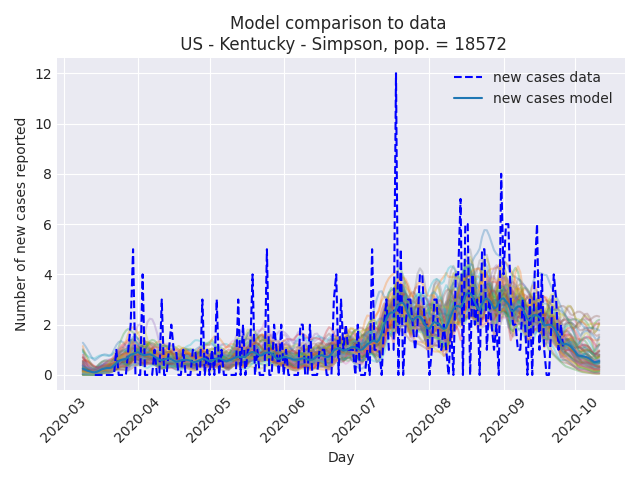 Model comparison to data
US - Kentucky - Simpson, pop. = 18572
new cases data
new cases model
Number of new cases reported
12
10
8
6
4
2
0
2020-03
2020-04
2020-05
2020-06
2020-07
2020-08
2020-09
2020-10
Day